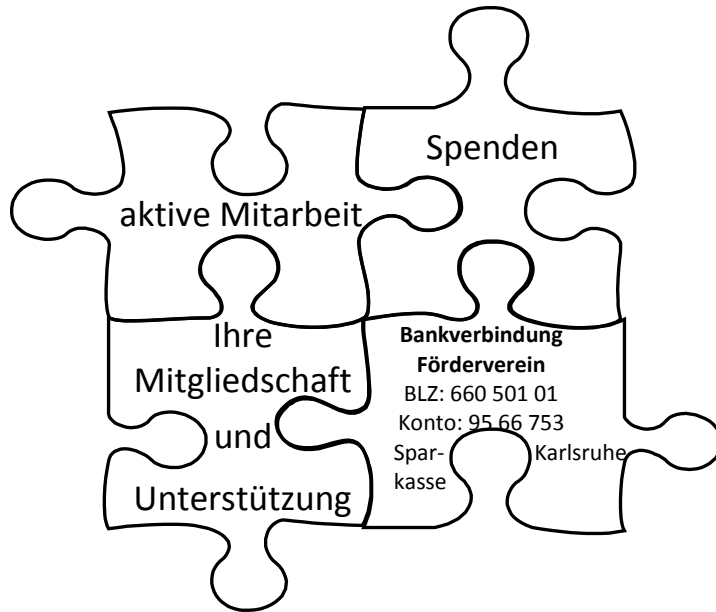 aktive Mitarbeit
Spenden
Ihre
Mitgliedschaft
und
Unterstützung
Bankverbindung
Förderverein
BLZ: 660 501 01
Konto: 95 66 753
Spar- Karlsruhe
kasse